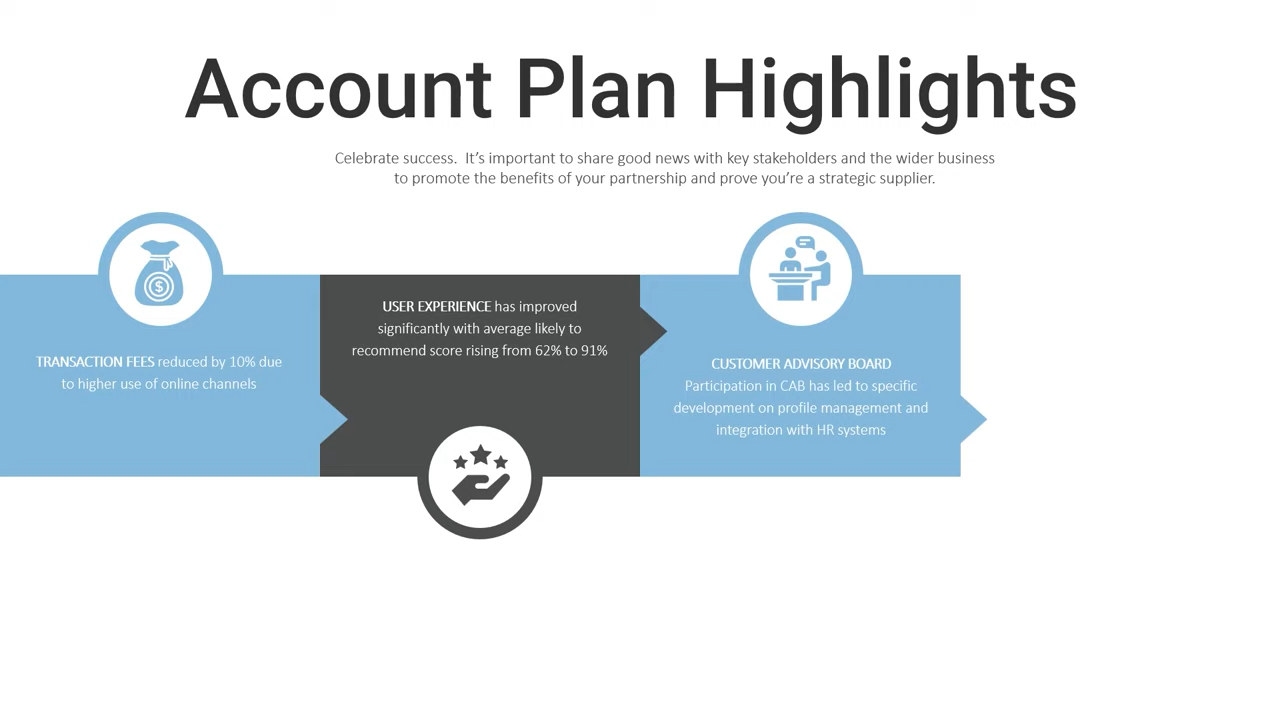 Account Plan Highlights
Celebrate success.  It’s important to share good news with key stakeholders and the wider business
to promote the benefits of your partnership and prove you’re a strategic supplier.
$
TRANSACTION FEES reduced by 10% due
to higher use of online channels
USER EXPERIENCE has improved
significantly with average likely to
recommend score rising from 62% to 91%
CUSTOMER ADVISORY BOARD
Participation in CAB has led to specific
development on profile management and
integration with HR systems